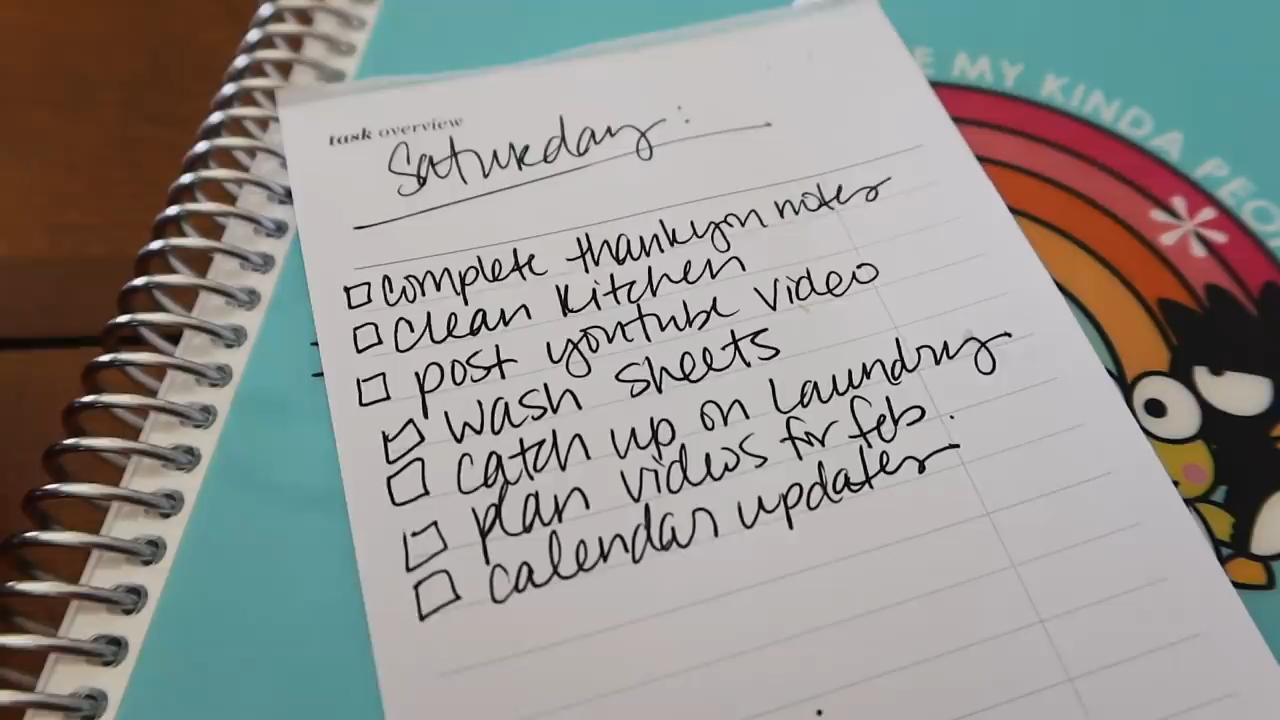 task overview
Saturday:
complete thankyou notes
clean kitchen
post youtube video
wash sheets
catch up on laundry
plan videos for feb.
calendar updates
MY KINDA PEO